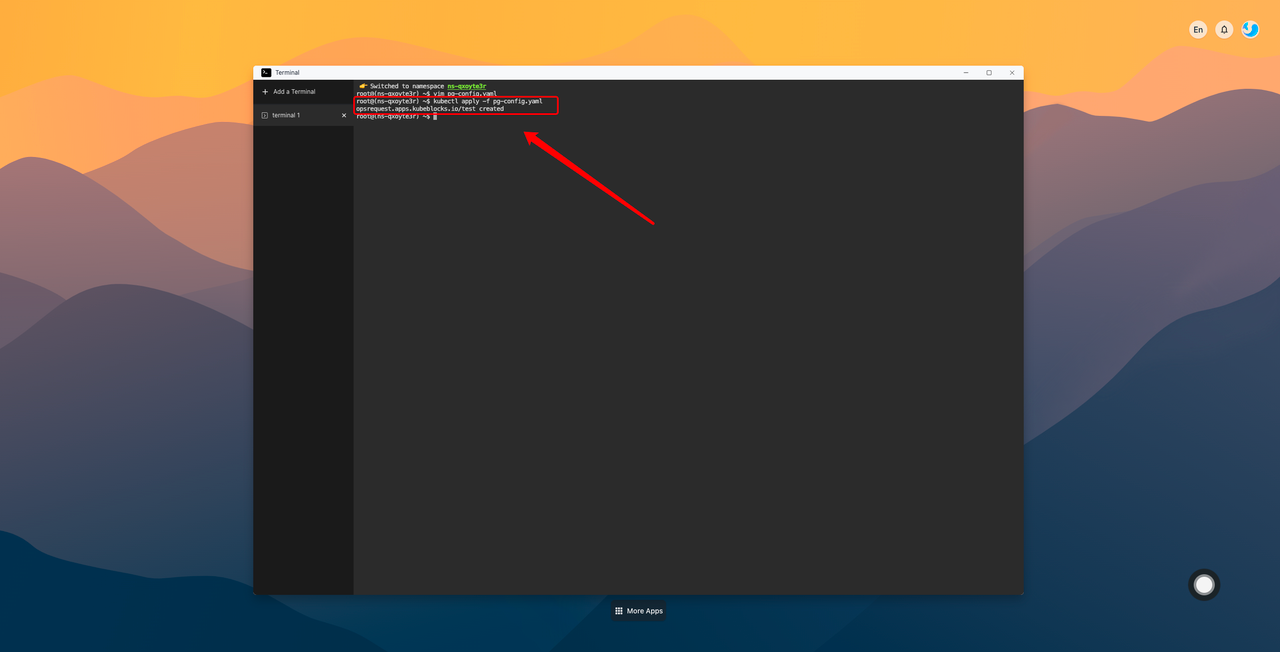 En
Terminal
Add a Terminal
terminal 1
👉 Switched to namespace ns-qxoyte3r
root@(ns-qxoyte3r) ~$ vim pg-config.yaml
root@(ns-qxoyte3r) ~$ kubectl apply -f pg-config.yaml
opsrequest.apps.kubeblocks.io/test created
root@(ns-qxoyte3r) ~$
More Apps